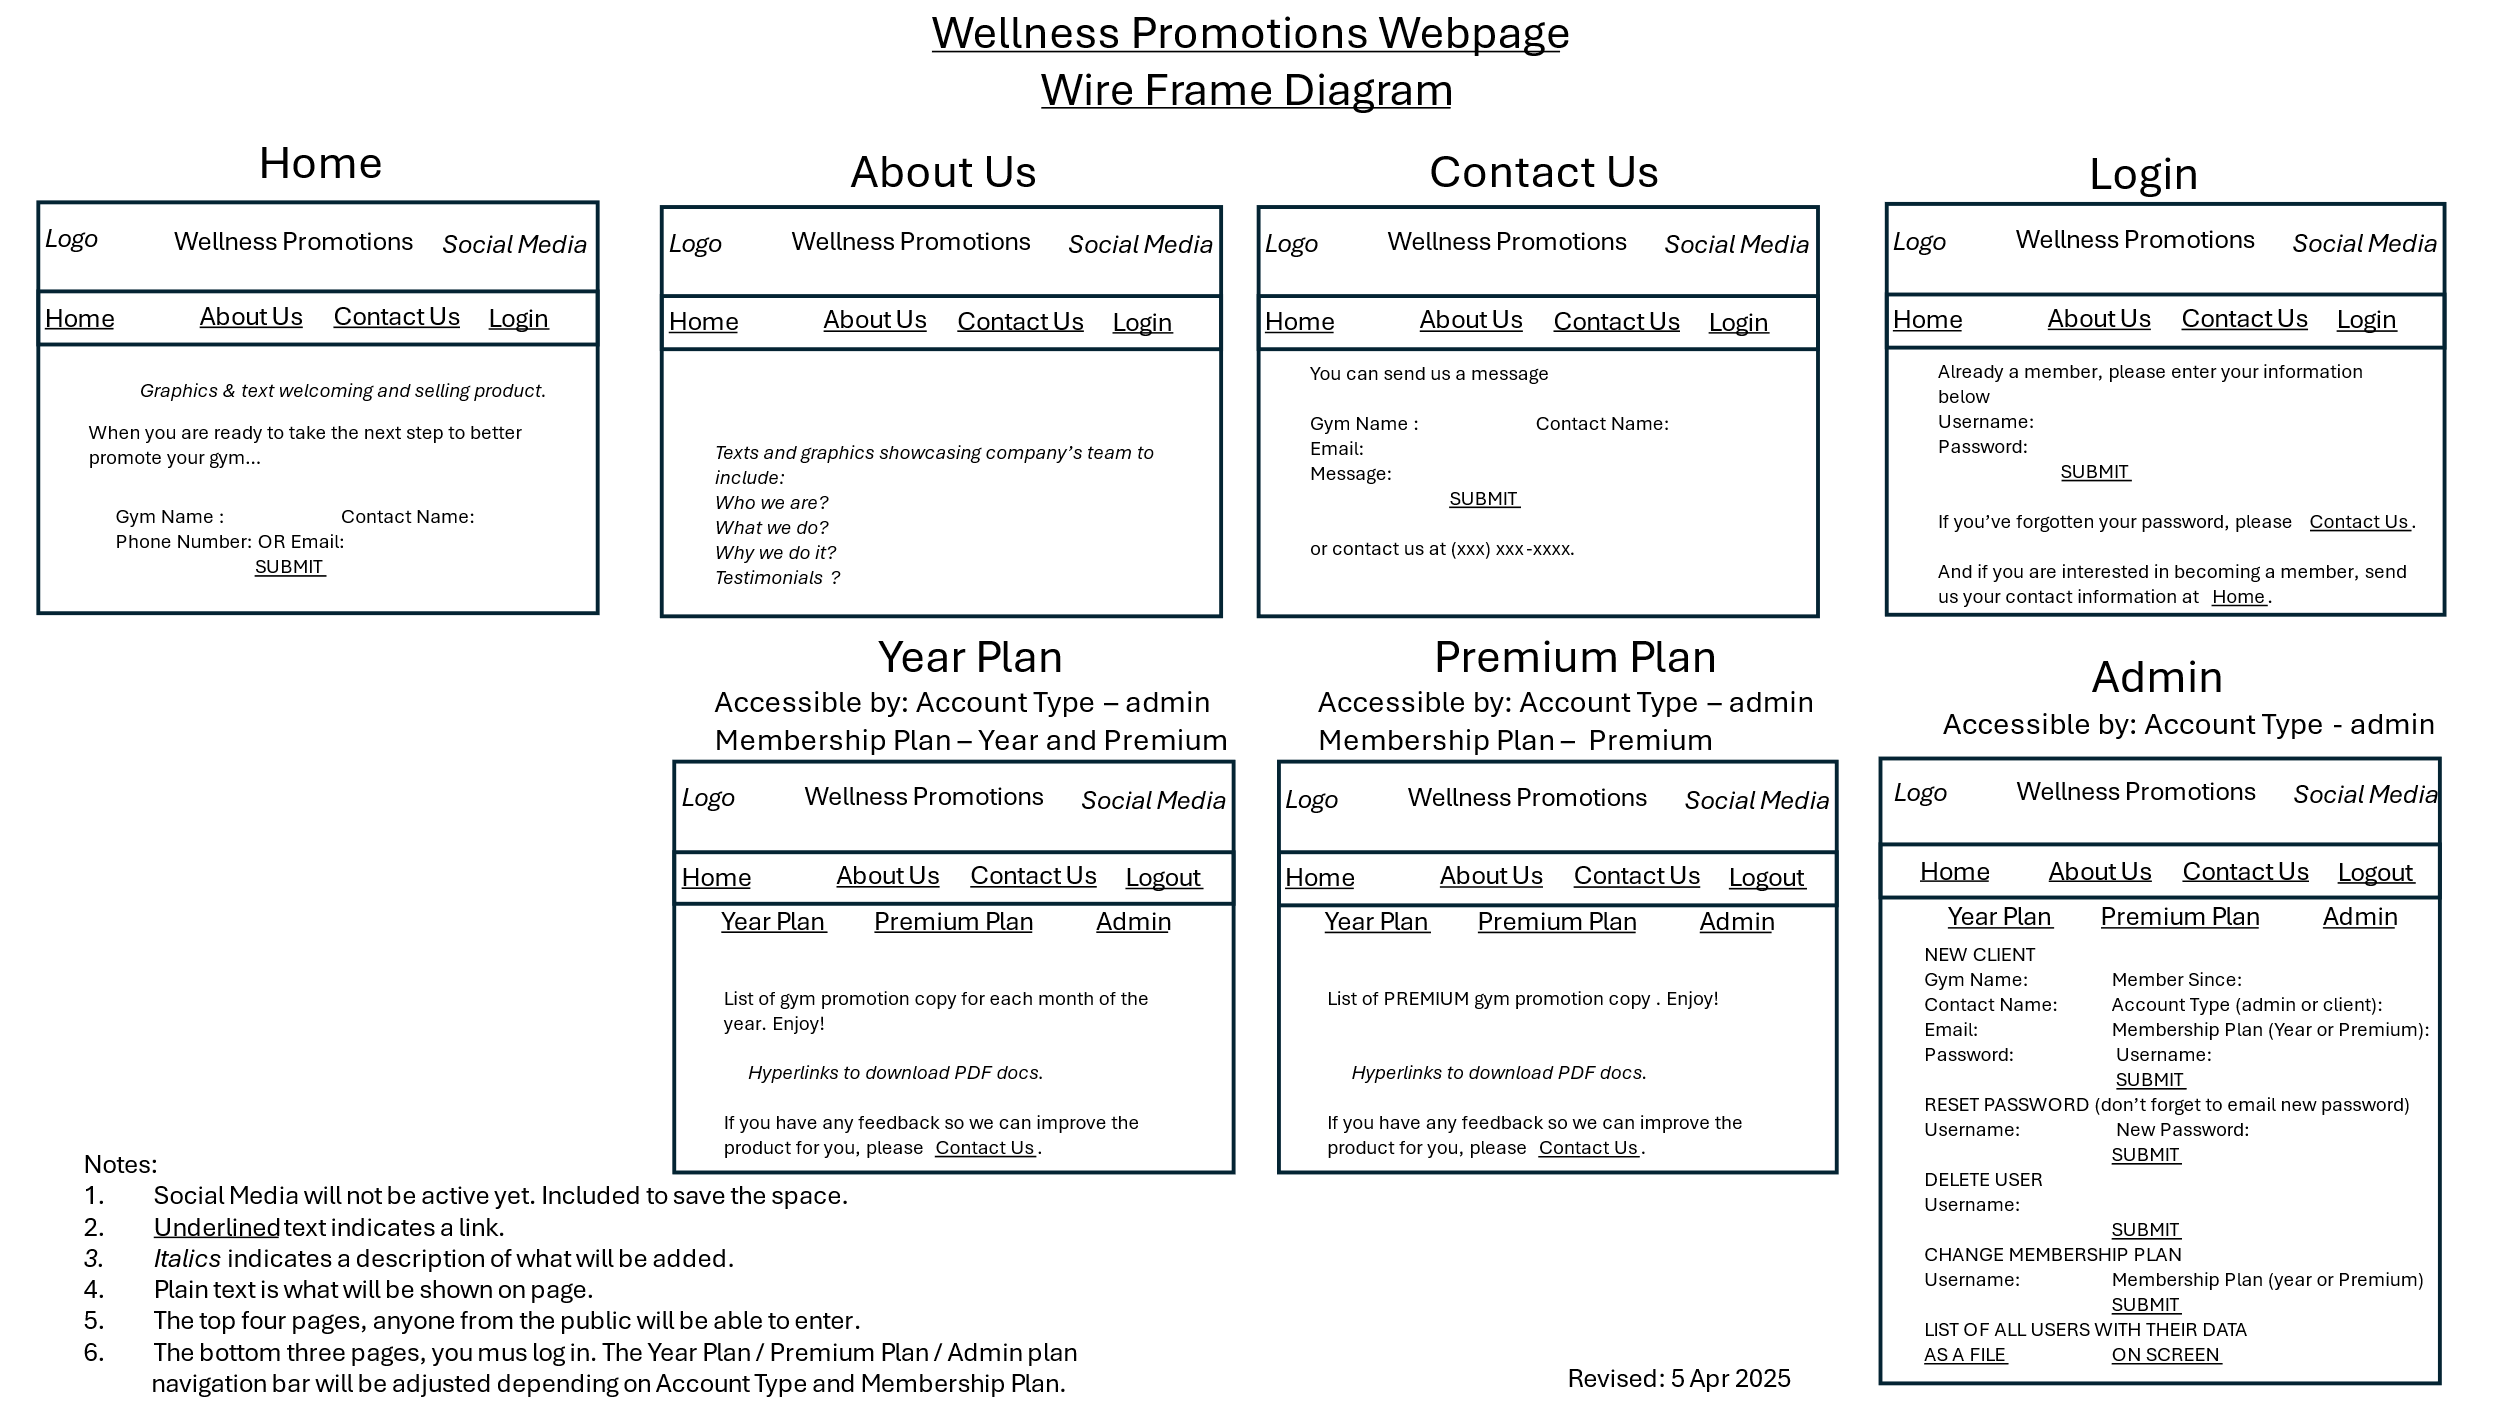 Wellness Promotions Webpage
Wire Frame Diagram
Home
Logo Wellness Promotions Social Media
Home About Us Contact Us Login
Graphics & text welcoming and selling product.
When you are ready to take the next step to better
promote your gym...
Gym Name : Contact Name:
Phone Number: OR Email:
SUBMIT
About Us
Logo Wellness Promotions Social Media
Home About Us Contact Us Login
Texts and graphics showcasing company's team to
include:
Who we are?
What we do?
Why we do it?
Testimonials ?
Contact Us
Logo Wellness Promotions Social Media
Home About Us Contact Us Login
You can send us a message
Gym Name : Contact Name:
Email:
Message:
SUBMIT
or contact us at (xxx) xxx-xxxx.
Login
Logo Wellness Promotions Social Media
Home About Us Contact Us Login
Already a member, please enter your information
below
Username:
Password:
SUBMIT
If you've forgotten your password, please Contact Us.
And if you are interested in becoming a member, send
us your contact information at Home.
Year Plan
Accessible by: Account Type – admin
Membership Plan – Year and Premium
Logo Wellness Promotions Social Media
Home About Us Contact Us Logout
Year Plan Premium Plan Admin
List of gym promotion copy for each month of the
year. Enjoy!
Hyperlinks to download PDF docs.
If you have any feedback so we can improve the
product for you, please Contact Us.
Premium Plan
Accessible by: Account Type – admin
Membership Plan – Premium
Logo Wellness Promotions Social Media
Home About Us Contact Us Logout
Year Plan Premium Plan Admin
List of PREMIUM gym promotion copy . Enjoy!
Hyperlinks to download PDF docs.
If you have any feedback so we can improve the
product for you, please Contact Us.
Admin
Accessible by: Account Type - admin
Logo Wellness Promotions Social Media
Home About Us Contact Us Logout
Year Plan Premium Plan Admin
NEW CLIENT
Gym Name: Member Since:
Contact Name: Account Type (admin or client):
Email: Membership Plan (Year or Premium):
Password: Username:
SUBMIT
RESET PASSWORD (don't forget to email new password)
Username: New Password:
SUBMIT
DELETE USER
Username:
SUBMIT
CHANGE MEMBERSHIP PLAN
Username: Membership Plan (year or Premium)
SUBMIT
LIST OF ALL USERS WITH THEIR DATA
AS A FILE ON SCREEN
Notes:
1. Social Media will not be active yet. Included to save the space.
2. Underlined text indicates a link.
3. Italics indicates a description of what will be added.
4. Plain text is what will be shown on page.
5. The top four pages, anyone from the public will be able to enter.
6. The bottom three pages, you mus log in. The Year Plan / Premium Plan / Admin plan
navigation bar will be adjusted depending on Account Type and Membership Plan.
Revised: 5 Apr 2025